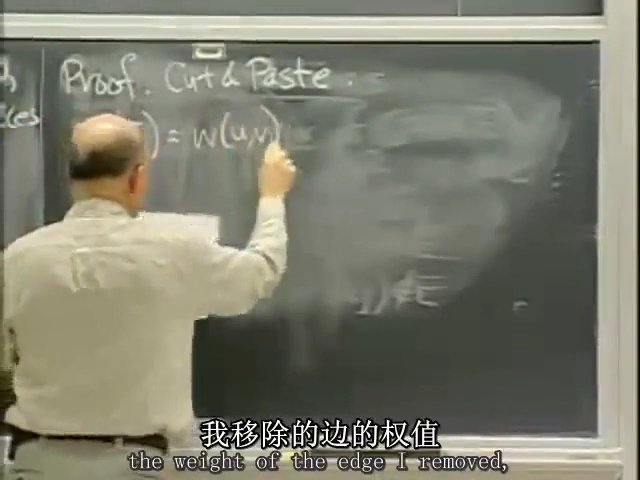 Proof. Cut & Paste.
) = w(u,v)
) ∉ E
我移除的边的权值
the weight of the edge I removed,